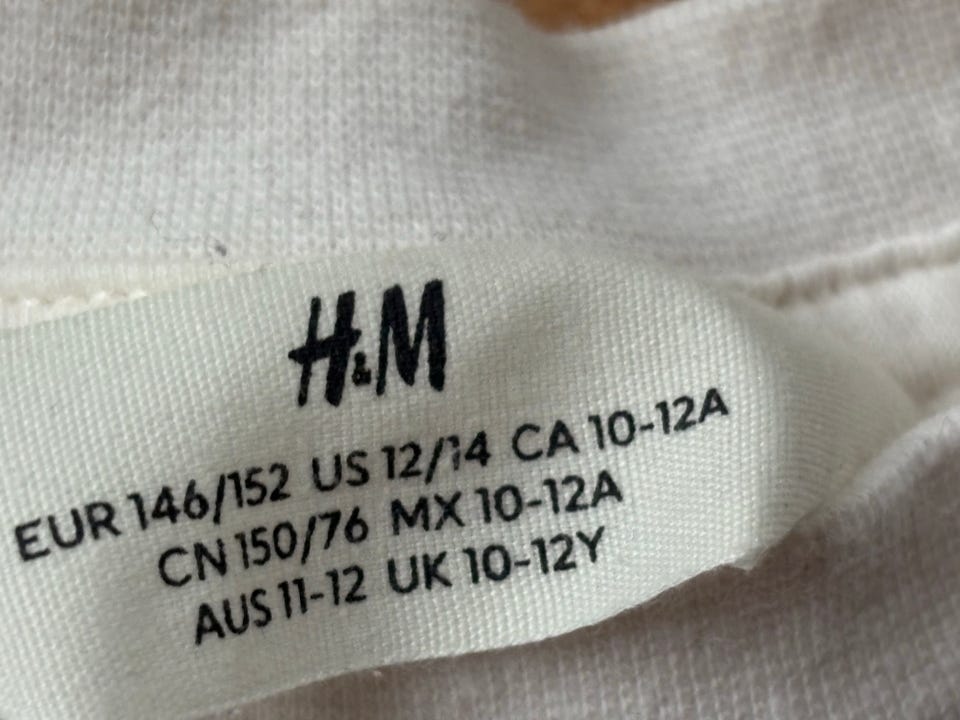 H&M
EUR 146/152 US 12/14 CA 10-12A
CN 150/76 MX 10-12A
AUS 11-12 UK 10-12Y